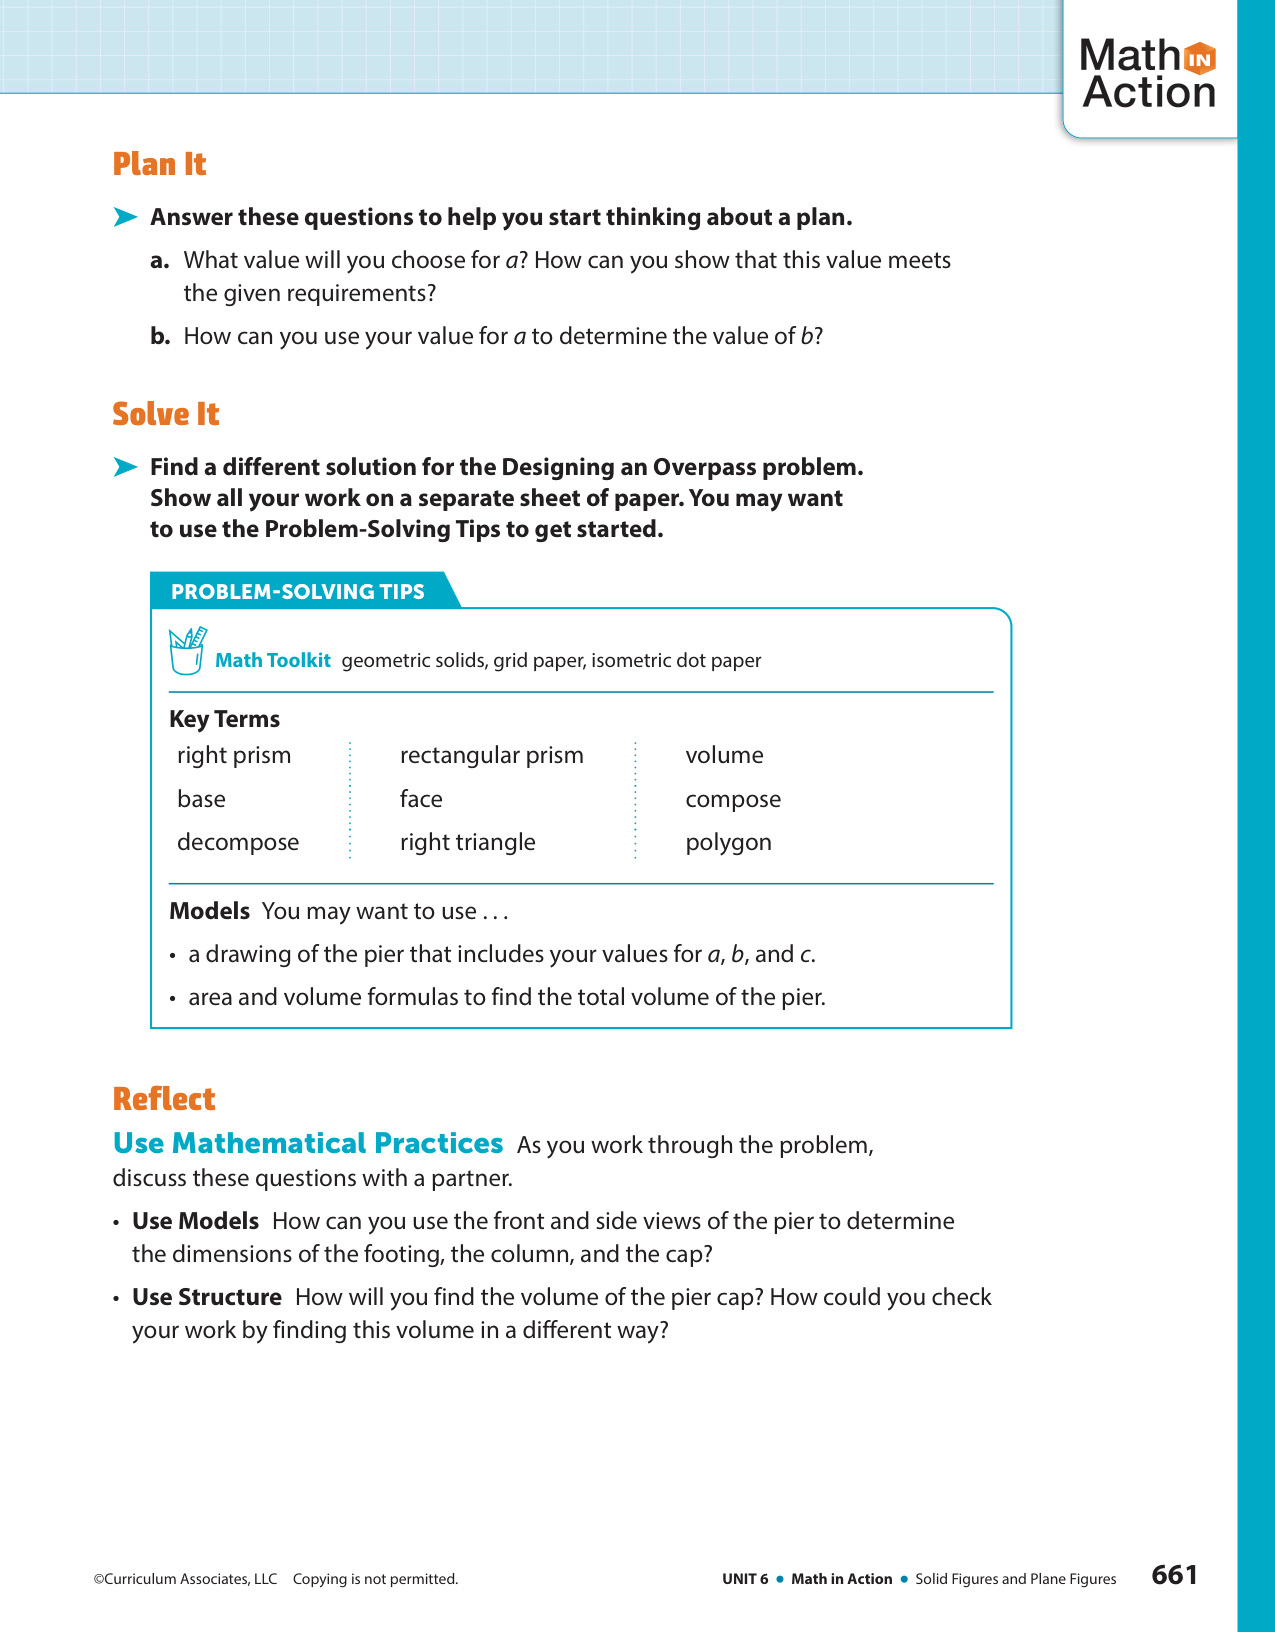 Math IN
Action
Plan It
Answer these questions to help you start thinking about a plan.
a. What value will you choose for a? How can you show that this value meets
the given requirements?
b. How can you use your value for a to determine the value of b?
Solve It
Find a different solution for the Designing an Overpass problem.
Show all your work on a separate sheet of paper. You may want
to use the Problem-Solving Tips to get started.
PROBLEM-SOLVING TIPS
Math Toolkit geometric solids, grid paper, isometric dot paper
Key Terms
right prism rectangular prism volume
base face compose
decompose right triangle polygon
Models You may want to use . . .
• a drawing of the pier that includes your values for a, b, and c.
• area and volume formulas to find the total volume of the pier.
Reflect
Use Mathematical Practices As you work through the problem,
discuss these questions with a partner.
• Use Models How can you use the front and side views of the pier to determine
the dimensions of the footing, the column, and the cap?
• Use Structure How will you find the volume of the pier cap? How could you check
your work by finding this volume in a different way?
©Curriculum Associates, LLC Copying is not permitted. UNIT 6 • Math in Action • Solid Figures and Plane Figures 661